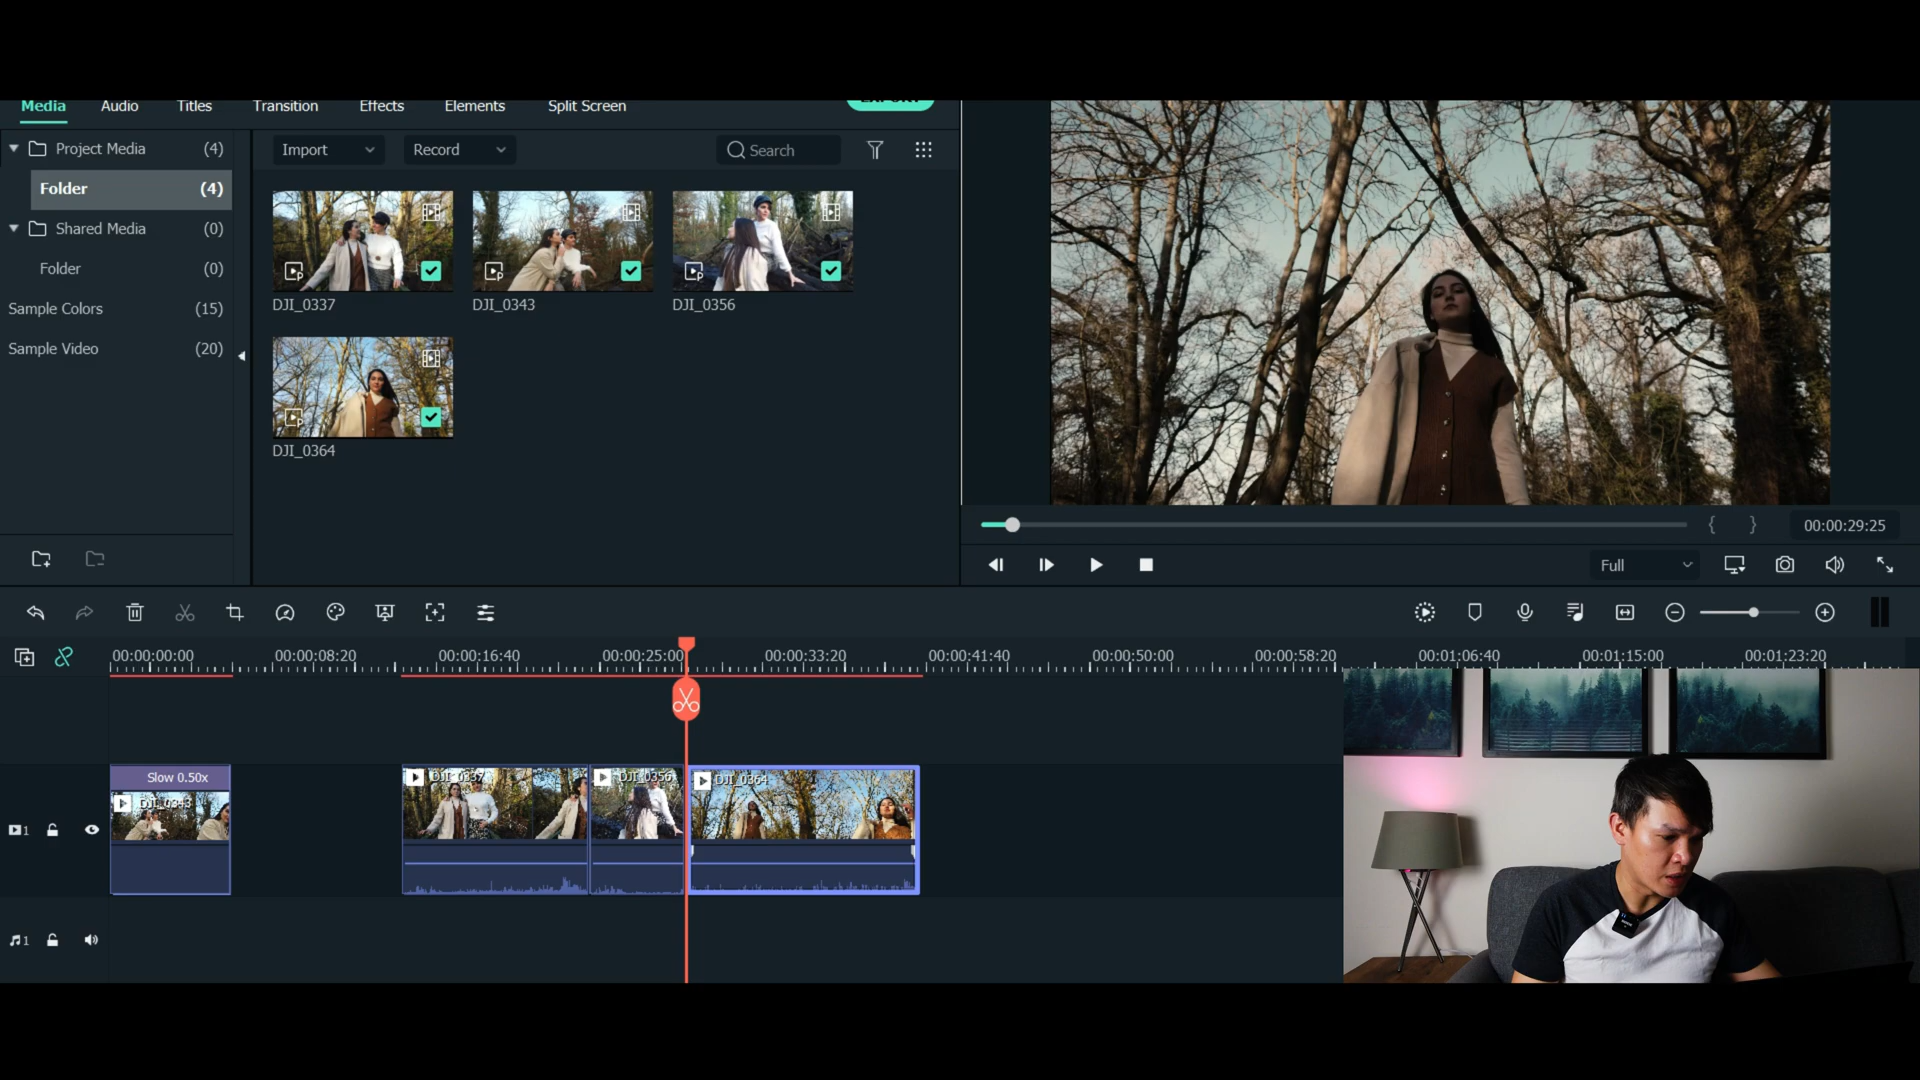 Media Audio Titles Transition Effects Elements Split Screen
Project Media (4)
Import Record Search
Folder (4)
Shared Media (0)
Folder (0)
Sample Colors (15)
Sample Video (20)
DJI_0337 DJI_0343 DJI_0356
DJI_0364
00:00:29:25
Full
00:00:00:00 00:00:08:20 00:00:16:40 00:00:25:00 00:00:33:20 00:00:41:40 00:00:50:00 00:00:58:20 00:01:06:40 00:01:15:00 00:01:23:20
Slow 0.50x
DJI_0343
DJI_0337
DJI_0356
DJI_0364
1
1